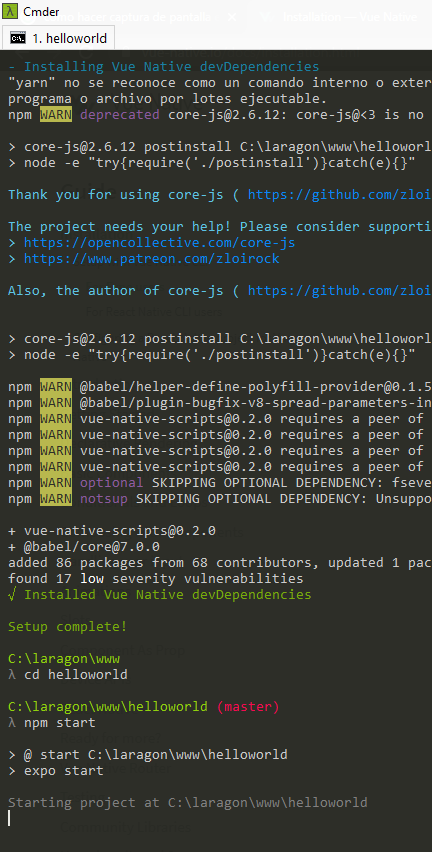 Cmder
1. helloworld
- Installing Vue Native devDependencies
"yarn" no se reconoce como un comando interno o exter
programa o archivo por lotes ejecutable.
npm WARN deprecated core-js@2.6.12: core-js@<3 is no
> core-js@2.6.12 postinstall C:\laragon\www\helloworl
> node -e "try{require('./postinstall')}catch(e){}"
Thank you for using core-js ( https://github.com/zloi
The project needs your help! Please consider supporti
> https://opencollective.com/core-js
> https://www.patreon.com/zloirock
Also, the author of core-js ( https://github.com/zloi
> core-js@2.6.12 postinstall C:\laragon\www\helloworl
> node -e "try{require('./postinstall')}catch(e){}"
npm WARN @babel/helper-define-polyfill-provider@0.1.5
npm WARN @babel/plugin-bugfix-v8-spread-parameters-in
npm WARN vue-native-scripts@0.2.0 requires a peer of
npm WARN vue-native-scripts@0.2.0 requires a peer of
npm WARN vue-native-scripts@0.2.0 requires a peer of
npm WARN vue-native-scripts@0.2.0 requires a peer of
npm WARN optional SKIPPING OPTIONAL DEPENDENCY: fseve
npm WARN notsup SKIPPING OPTIONAL DEPENDENCY: Unsuppo
+ vue-native-scripts@0.2.0
+ @babel/core@7.0.0
added 86 packages from 68 contributors, updated 1 pac
found 17 low severity vulnerabilities
√ Installed Vue Native devDependencies
Setup complete!
C:\laragon\www
λ cd helloworld
C:\laragon\www\helloworld (master)
λ npm start
> @ start C:\laragon\www\helloworld
> expo start
Starting project at C:\laragon\www\helloworld